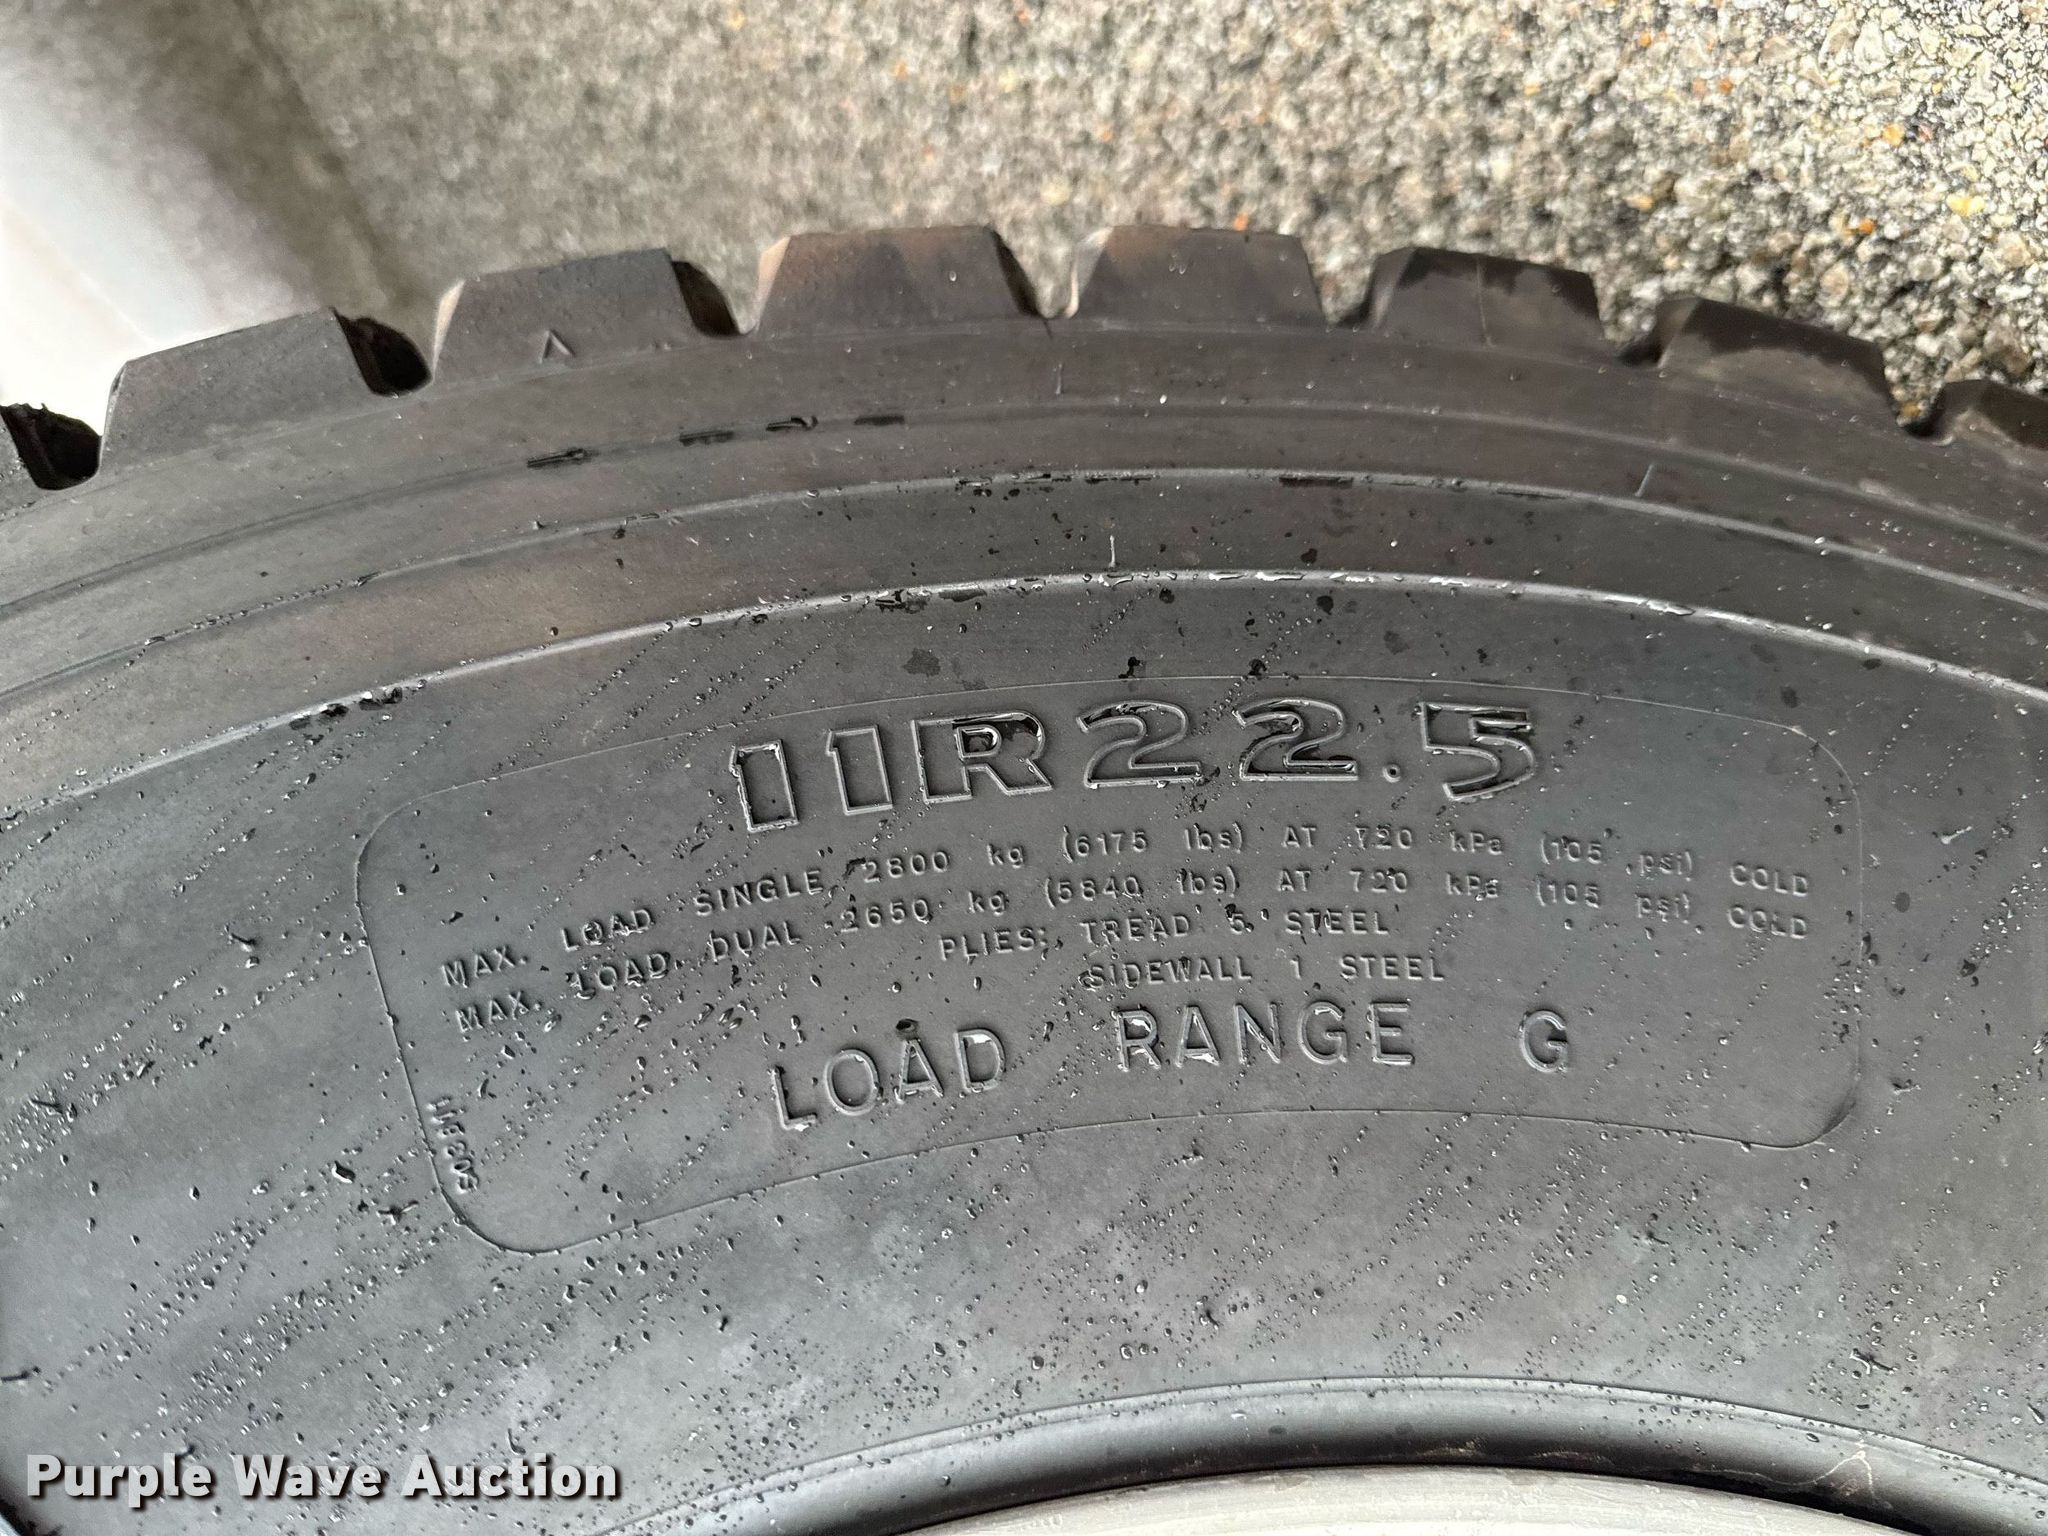 11R22.5
MAX. LOAD SINGLE 2800 kg (6175 lbs) AT 720 kPa (105 psi) COLD
MAX. LOAD DUAL 2650 kg (5840 lbs) AT 720 kPa (105 psi) COLD
PLIES: TREAD 5 STEEL
SIDEWALL 1 STEEL
LOAD RANGE G
Purple Wave Auction